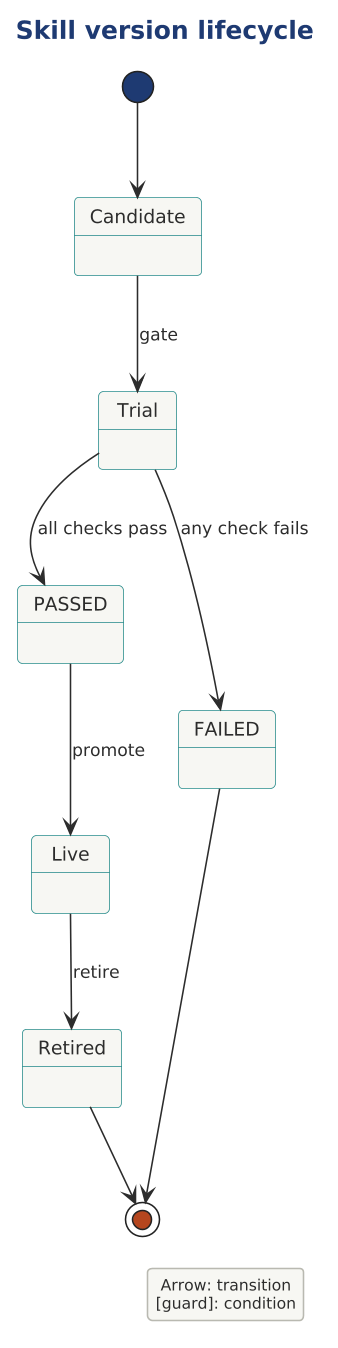 Skill version lifecycle
Candidate
gate
Trial
all checks pass
any check fails
PASSED
FAILED
promote
Live
retire
Retired
Arrow: transition
[guard]: condition